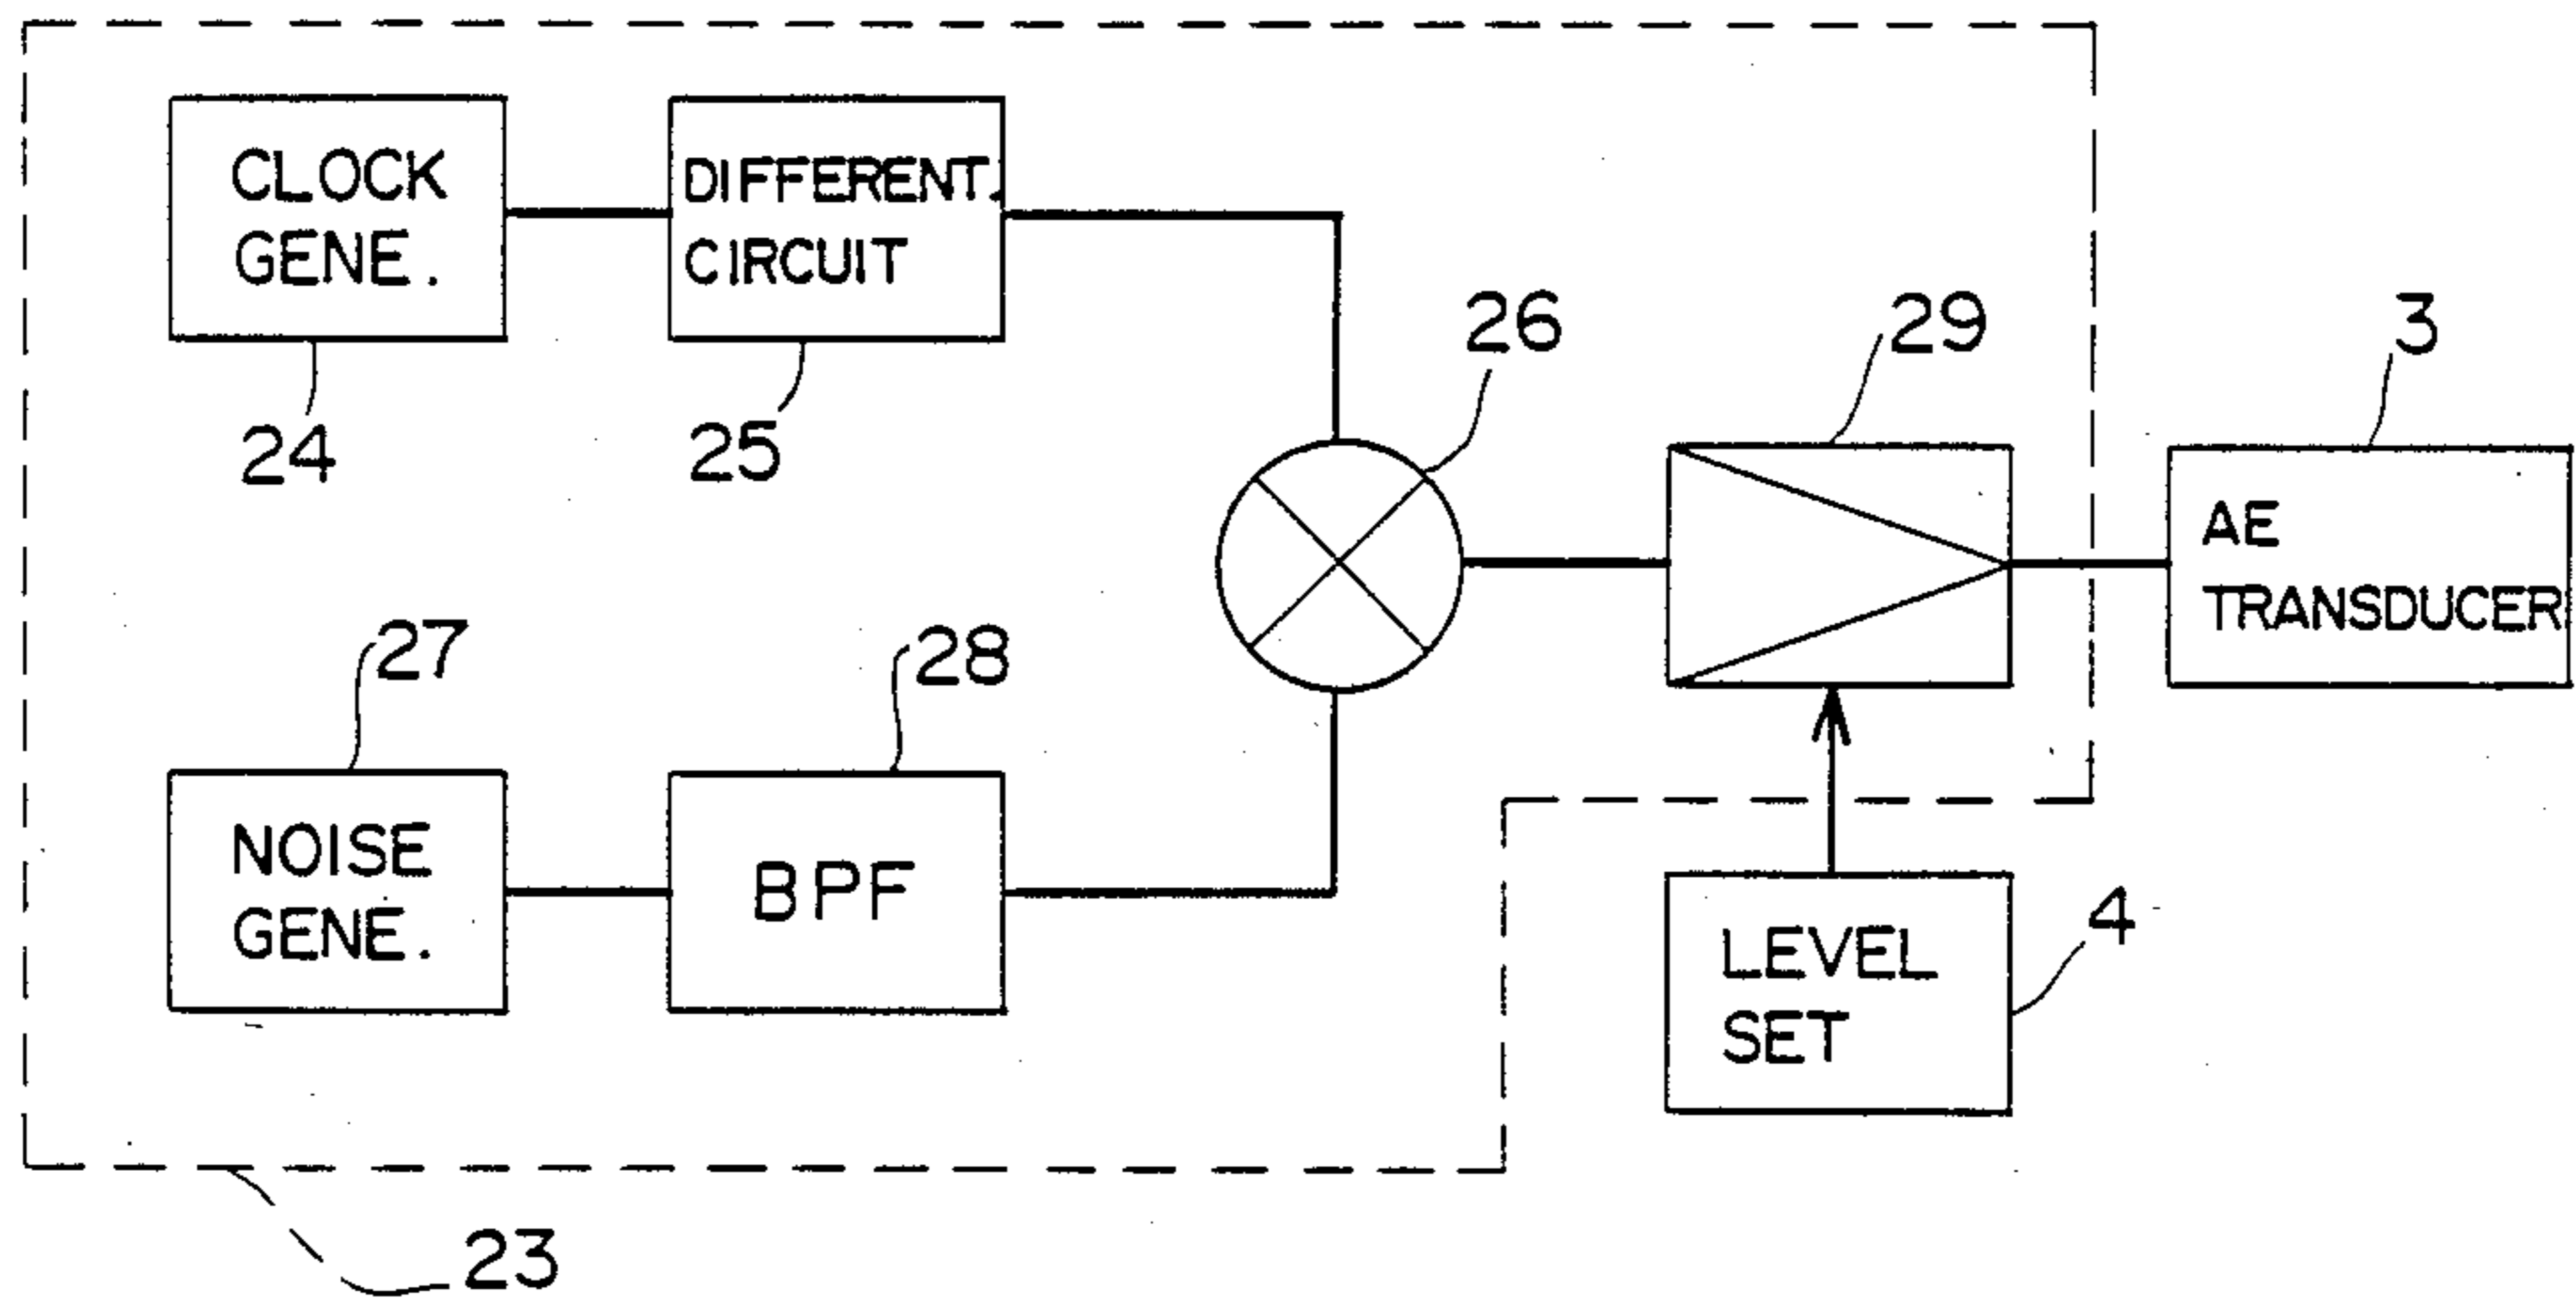 CLOCK
GENE.
24
DIFFERENT.
CIRCUIT
25
26
29
3
AE
TRANSDUCER
27
NOISE
GENE.
28
BPF
LEVEL
SET
4
23